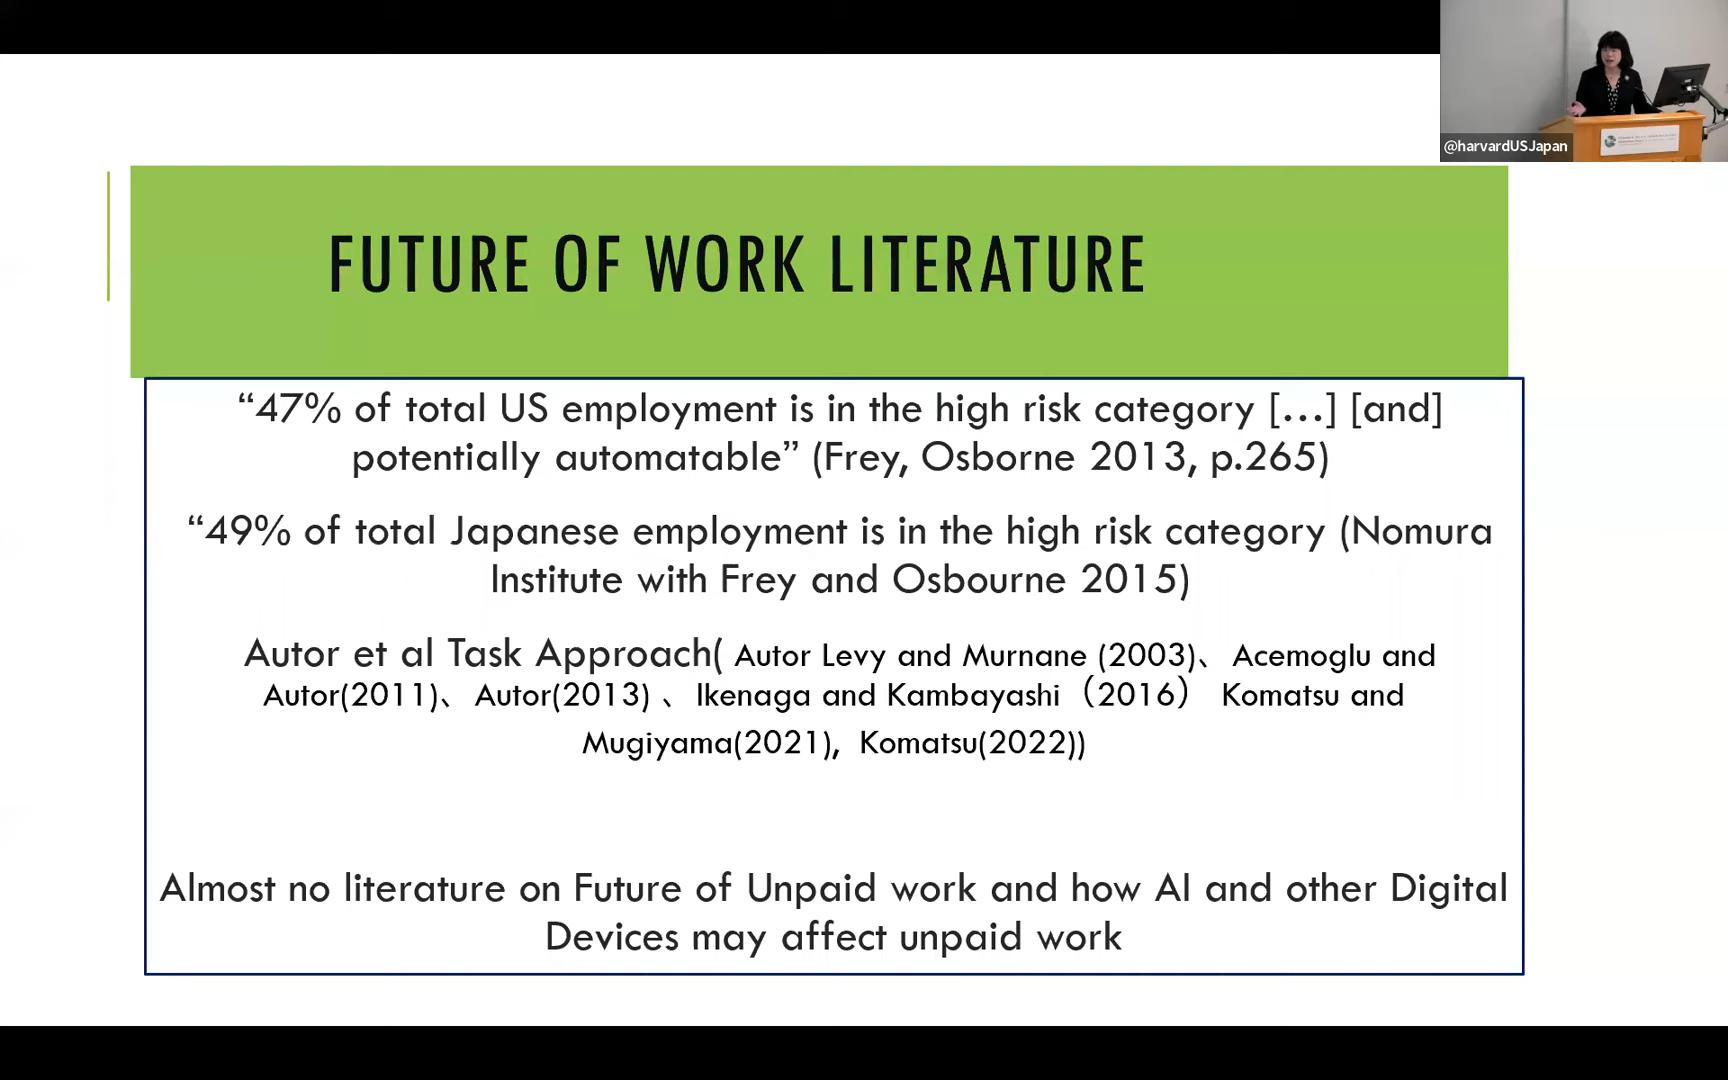 @harvardUSJapan
FUTURE OF WORK LITERATURE
“47% of total US employment is in the high risk category […] [and]
potentially automatable” (Frey, Osborne 2013, p.265)
“49% of total Japanese employment is in the high risk category (Nomura
Institute with Frey and Osbourne 2015)
Autor et al Task Approach( Autor Levy and Murnane (2003)、 Acemoglu and
Autor(2011)、 Autor(2013) 、 Ikenaga and Kambayashi（2016） Komatsu and
Mugiyama(2021), Komatsu(2022))
Almost no literature on Future of Unpaid work and how AI and other Digital
Devices may affect unpaid work